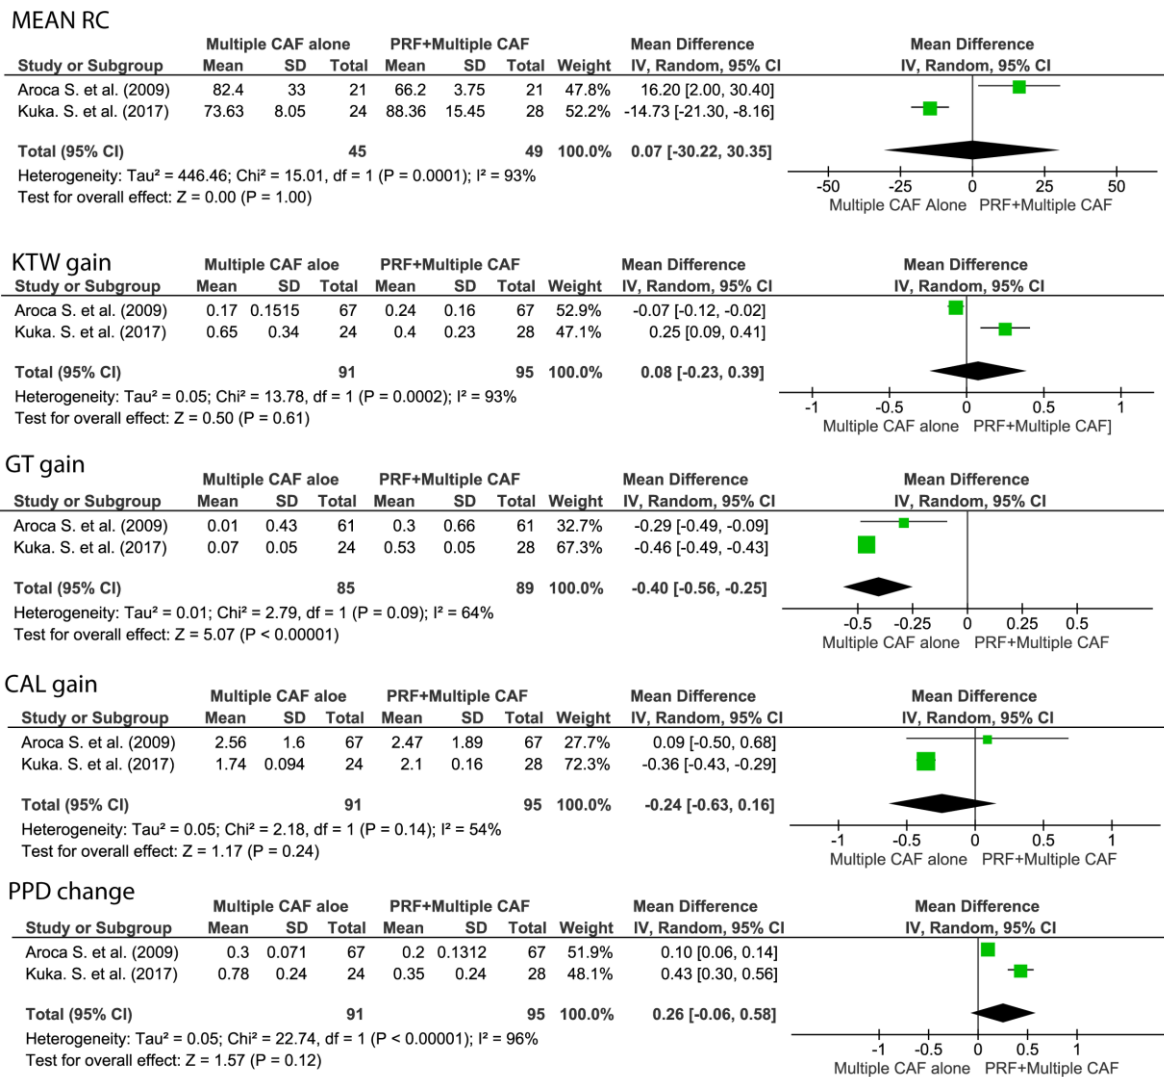 MEAN RC
Multiple CAF alone PRF+Multiple CAF Mean Difference Mean Difference
Study or Subgroup Mean SD Total Mean SD Total Weight IV, Random, 95% CI IV, Random, 95% CI
Aroca S. et al. (2009) 82.4 33 21 66.2 3.75 21 47.8% 16.20 [2.00, 30.40]
Kuka. S. et al. (2017) 73.63 8.05 24 88.36 15.45 28 52.2% -14.73 [-21.30, -8.16]
Total (95% CI) 45 49 100.0% 0.07 [-30.22, 30.35]
Heterogeneity: Tau² = 446.46; Chi² = 15.01, df = 1 (P = 0.0001); I² = 93%
Test for overall effect: Z = 0.00 (P = 1.00)
-50 -25 0 25 50
Multiple CAF Alone PRF+Multiple CAF
KTW gain
Multiple CAF aloe PRF+Multiple CAF Mean Difference Mean Difference
Study or Subgroup Mean SD Total Mean SD Total Weight IV, Random, 95% CI IV, Random, 95% CI
Aroca S. et al. (2009) 0.17 0.1515 67 0.24 0.16 67 52.9% -0.07 [-0.12, -0.02]
Kuka. S. et al. (2017) 0.65 0.34 24 0.4 0.23 28 47.1% 0.25 [0.09, 0.41]
Total (95% CI) 91 95 100.0% 0.08 [-0.23, 0.39]
Heterogeneity: Tau² = 0.05; Chi² = 13.78, df = 1 (P = 0.0002); I² = 93%
Test for overall effect: Z = 0.50 (P = 0.61)
-1 -0.5 0 0.5 1
Multiple CAF alone PRF+Multiple CAF]
GT gain
Multiple CAF aloe PRF+Multiple CAF Mean Difference Mean Difference
Study or Subgroup Mean SD Total Mean SD Total Weight IV, Random, 95% CI IV, Random, 95% CI
Aroca S. et al. (2009) 0.01 0.43 61 0.3 0.66 61 32.7% -0.29 [-0.49, -0.09]
Kuka. S. et al. (2017) 0.07 0.05 24 0.53 0.05 28 67.3% -0.46 [-0.49, -0.43]
Total (95% CI) 85 89 100.0% -0.40 [-0.56, -0.25]
Heterogeneity: Tau² = 0.01; Chi² = 2.79, df = 1 (P = 0.09); I² = 64%
Test for overall effect: Z = 5.07 (P < 0.00001)
-0.5 -0.25 0 0.25 0.5
Multiple CAF alone PRF+Multiple CAF
CAL gain
Multiple CAF aloe PRF+Multiple CAF Mean Difference Mean Difference
Study or Subgroup Mean SD Total Mean SD Total Weight IV, Random, 95% CI IV, Random, 95% CI
Aroca S. et al. (2009) 2.56 1.6 67 2.47 1.89 67 27.7% 0.09 [-0.50, 0.68]
Kuka. S. et al. (2017) 1.74 0.094 24 2.1 0.16 28 72.3% -0.36 [-0.43, -0.29]
Total (95% CI) 91 95 100.0% -0.24 [-0.63, 0.16]
Heterogeneity: Tau² = 0.05; Chi² = 2.18, df = 1 (P = 0.14); I² = 54%
Test for overall effect: Z = 1.17 (P = 0.24)
-1 -0.5 0 0.5 1
Multiple CAF alone PRF+Multiple CAF
PPD change
Multiple CAF aloe PRF+Multiple CAF Mean Difference Mean Difference
Study or Subgroup Mean SD Total Mean SD Total Weight IV, Random, 95% CI IV, Random, 95% CI
Aroca S. et al. (2009) 0.3 0.071 67 0.2 0.1312 67 51.9% 0.10 [0.06, 0.14]
Kuka. S. et al. (2017) 0.78 0.24 24 0.35 0.24 28 48.1% 0.43 [0.30, 0.56]
Total (95% CI) 91 95 100.0% 0.26 [-0.06, 0.58]
Heterogeneity: Tau² = 0.05; Chi² = 22.74, df = 1 (P < 0.00001); I² = 96%
Test for overall effect: Z = 1.57 (P = 0.12)
-1 -0.5 0 0.5 1
Multiple CAF alone PRF+Multiple CAF